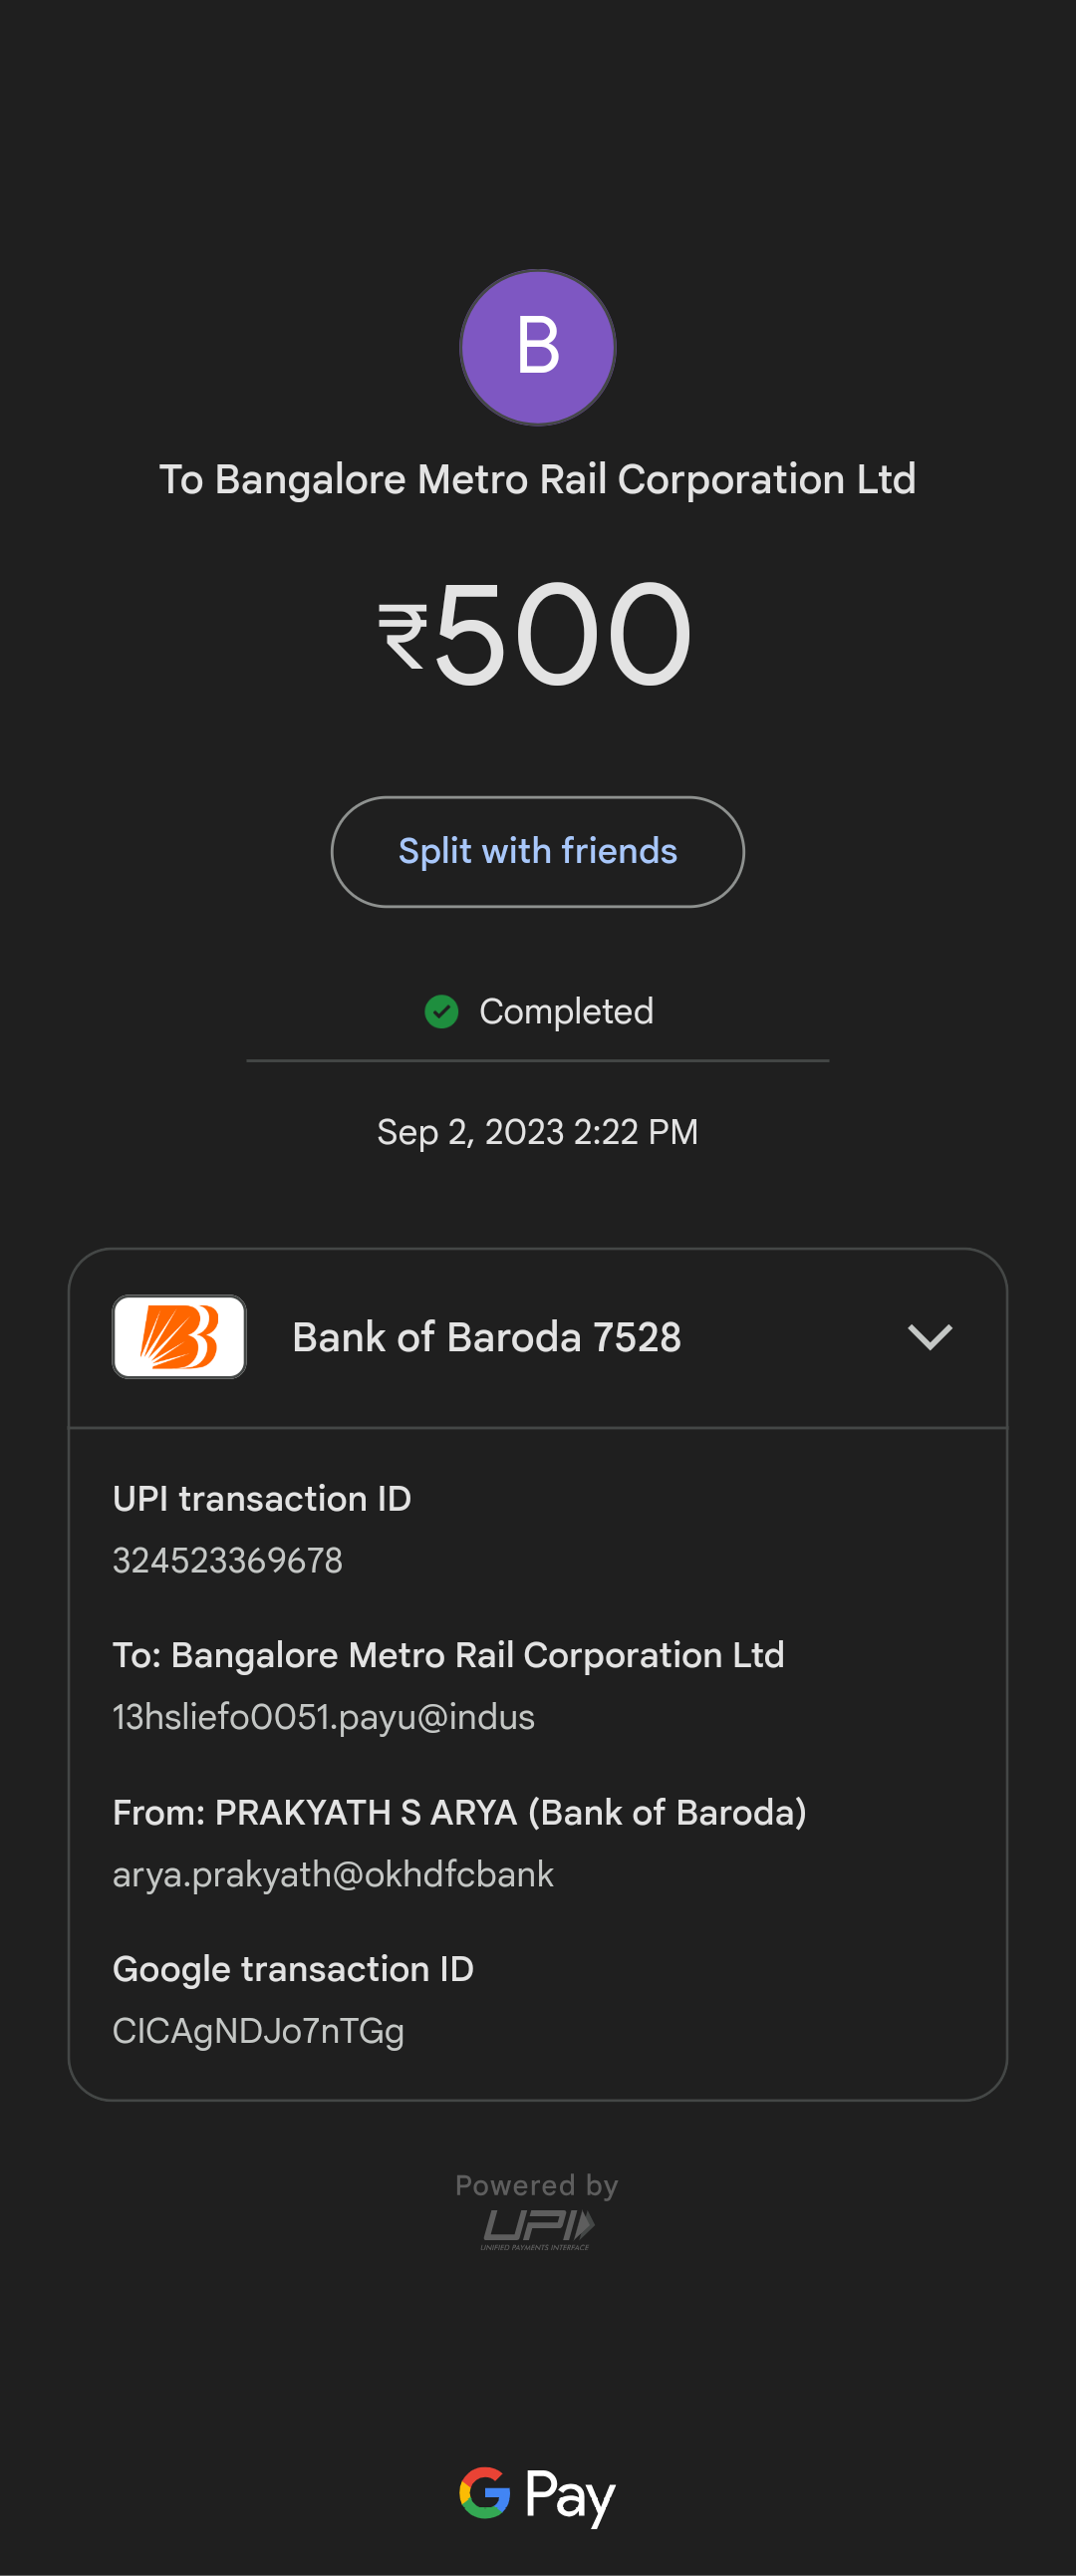 B
To Bangalore Metro Rail Corporation Ltd
₹500
Split with friends
Completed
Sep 2, 2023 2:22 PM
Bank of Baroda 7528
UPI transaction ID
324523369678
To: Bangalore Metro Rail Corporation Ltd
13hsliefo0051.payu@indus
From: PRAKYATH S ARYA (Bank of Baroda)
arya.prakyath@okhdfcbank
Google transaction ID
CICAgNDJo7nTGg
Powered by
UPI
UNIFIED PAYMENTS INTERFACE
G Pay